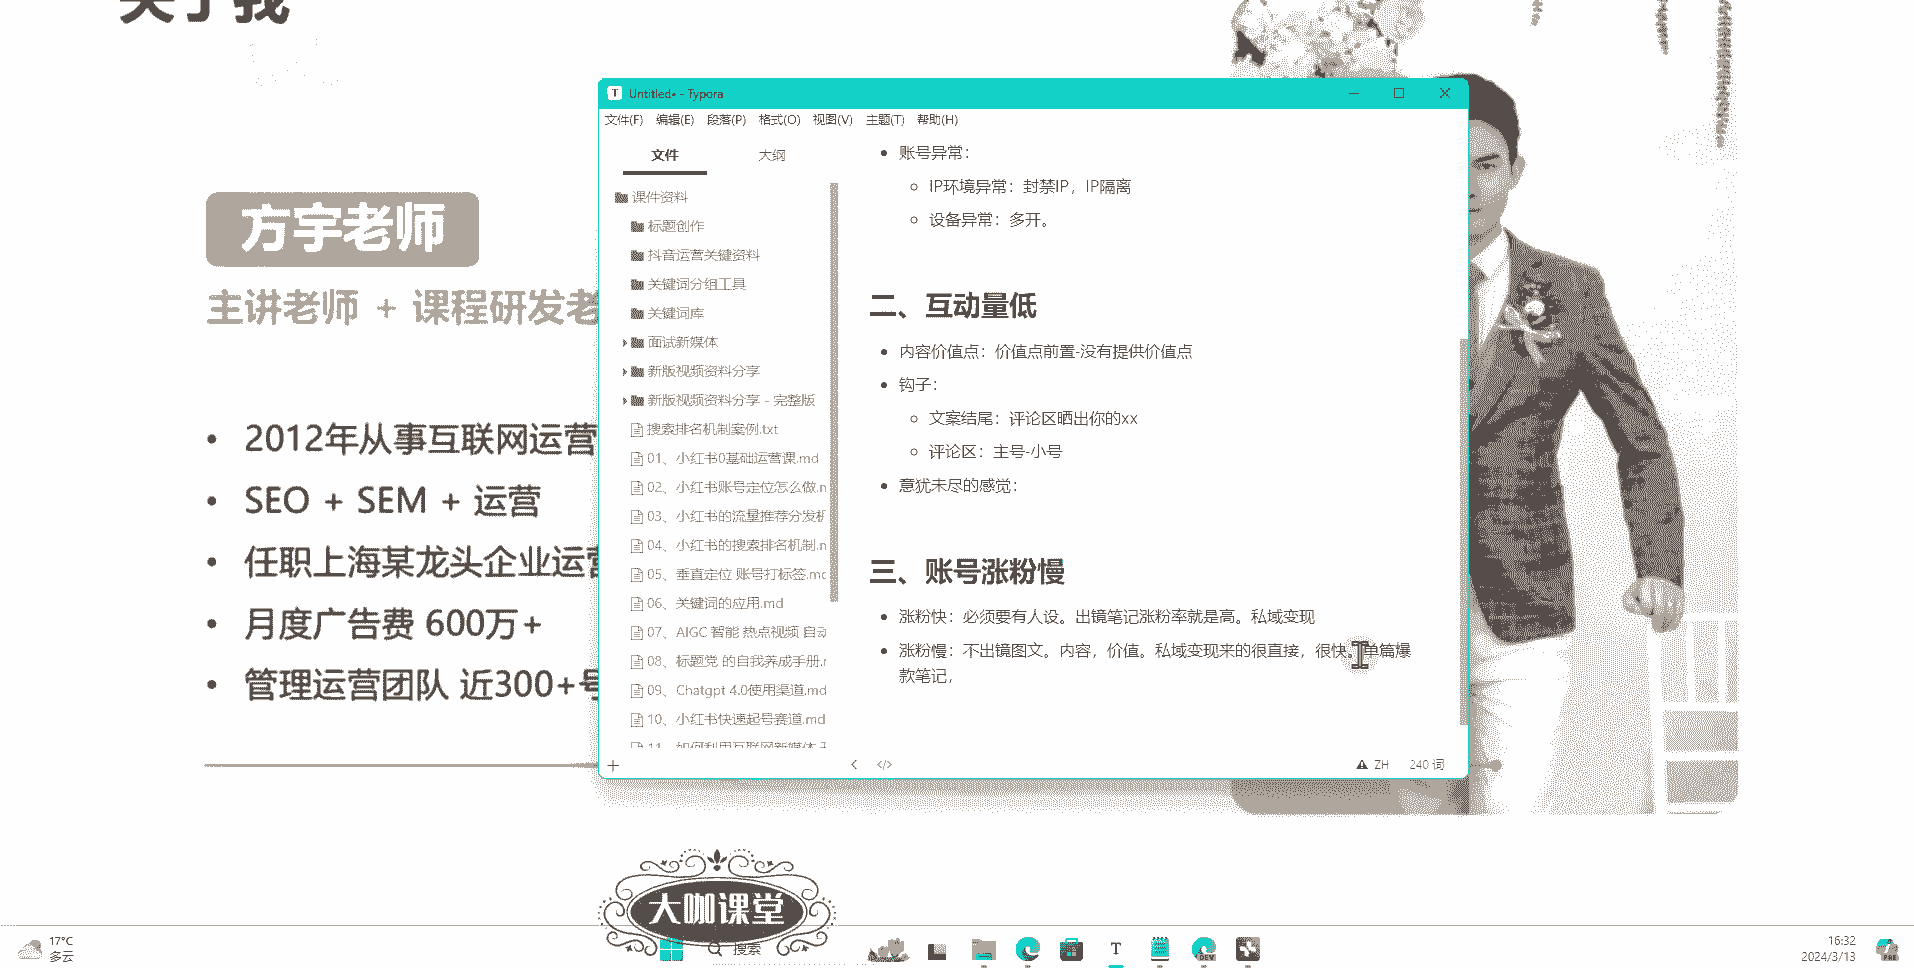 关于我
方宇老师
主讲老师 + 课程研发老
2012年从事互联网运营
SEO + SEM + 运营
任职上海某龙头企业运营
月度广告费 600万+
管理运营团队 近300+号
Untitled• - Typora
文件(F) 编辑(E) 段落(P) 格式(O) 视图(V) 主题(T) 帮助(H)
文件 大纲
课件资料
标题创作
抖音运营关键资料
关键词分组工具
关键词库
面试新媒体
新版视频资料分享
新版视频资料分享 - 完整版
搜索排名机制案例.txt
01、小红书0基础运营课.md
02、小红书账号定位怎么做.n
03、小红书的流量推荐分发机
04、小红书的搜索排名机制.n
05、垂直定位 账号打标签.mc
06、关键词的应用.md
07、AIGC 智能 热点视频 自动
08、标题党 的自我养成手册.r
09、Chatgpt 4.0使用渠道.md
10、小红书快速起号赛道.md
11、如何利用互联网新媒体
账号异常：
IP环境异常：封禁IP，IP隔离
设备异常：多开。
二、互动量低
内容价值点：价值点前置-没有提供价值点
钩子：
文案结尾：评论区晒出你的xx
评论区：主号-小号
意犹未尽的感觉：
三、账号涨粉慢
涨粉快：必须要有人设。出镜笔记涨粉率就是高。私域变现
涨粉慢：不出镜图文。内容，价值。私域变现来的很直接，很快。单篇爆
款笔记，
ZH 240 词
大咖课堂
17°C
多云
搜索
16:32
2024/3/13
DEV
PRE